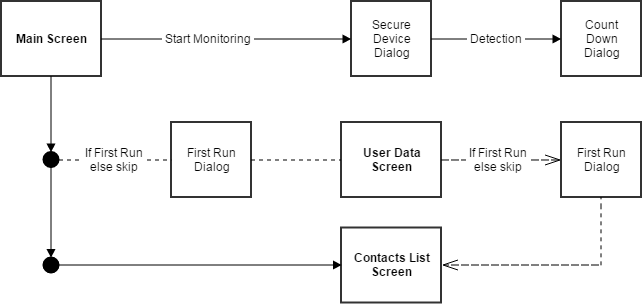 Main Screen
Start Monitoring
Secure
Device
Dialog
Detection
Count
Down
Dialog
If First Run
else skip
First Run
Dialog
User Data
Screen
If First Run
else skip
First Run
Dialog
Contacts List
Screen